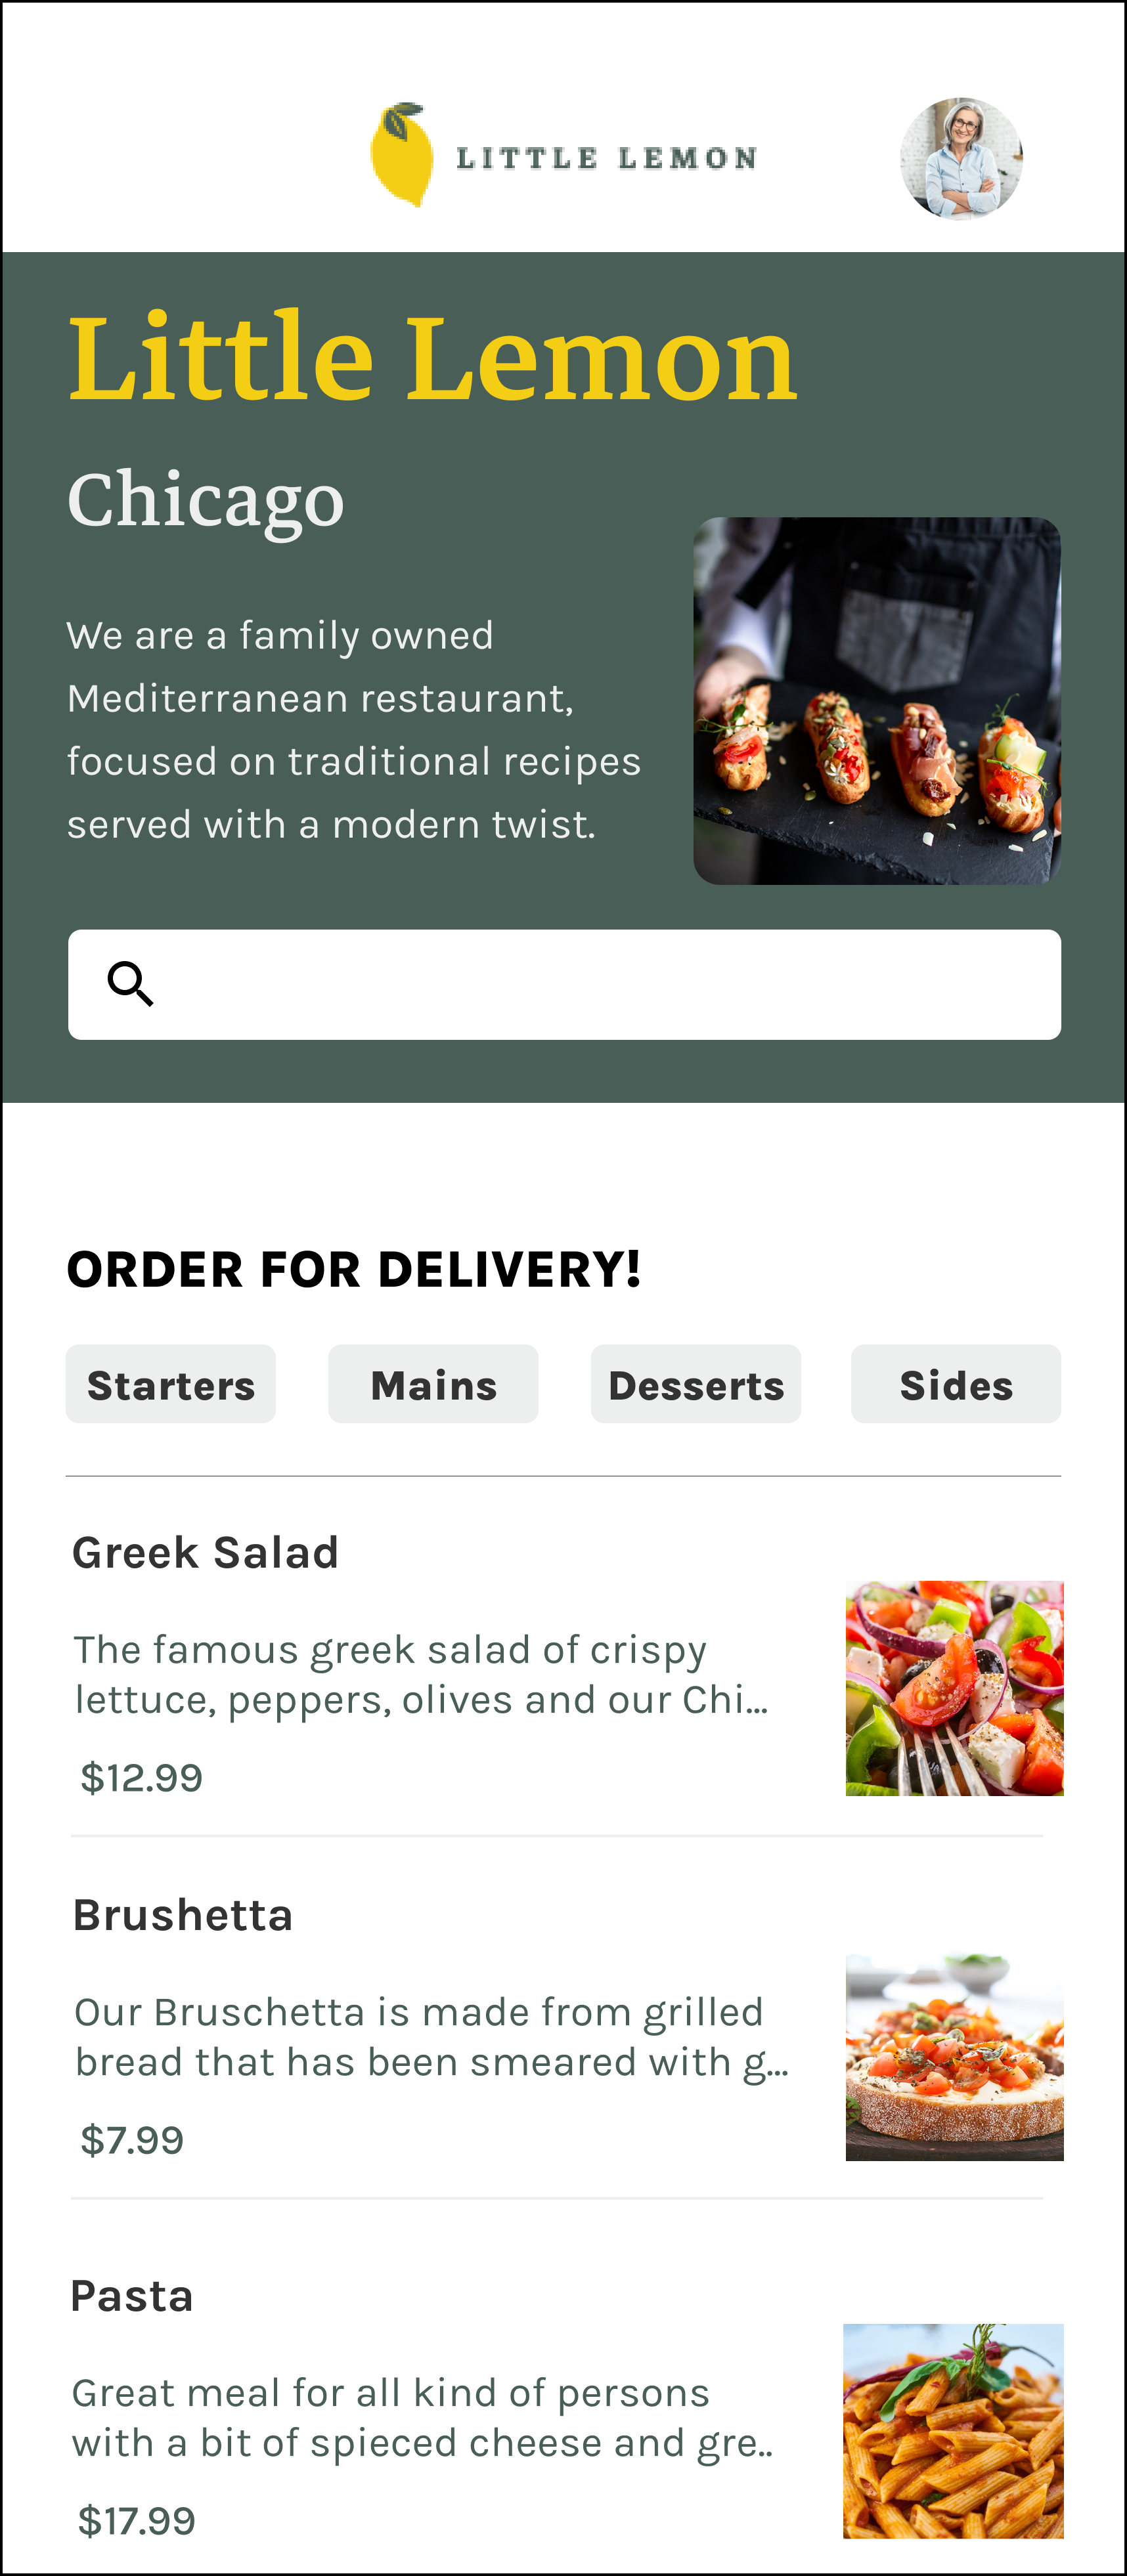 LITTLE LEMON
Little Lemon
Chicago
We are a family owned
Mediterranean restaurant,
focused on traditional recipes
served with a modern twist.
ORDER FOR DELIVERY!
Starters Mains Desserts Sides
Greek Salad
The famous greek salad of crispy
lettuce, peppers, olives and our Chi...
$12.99
Brushetta
Our Bruschetta is made from grilled
bread that has been smeared with g...
$7.99
Pasta
Great meal for all kind of persons
with a bit of spieced cheese and gre..
$17.99